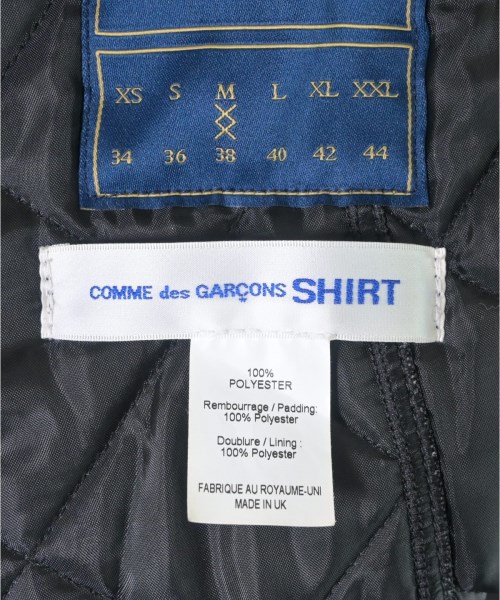 XS S M L XL XXL
34 36 38 40 42 44
COMME des GARÇONS SHIRT
100%
POLYESTER
Rembourrage / Padding:
100% Polyester
Doublure / Lining :
100% Polyester
FABRIQUE AU ROYAUME-UNI
MADE IN UK